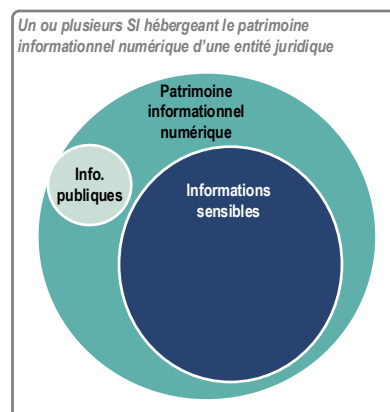 Un ou plusieurs SI hébergeant le patrimoine
informationnel numérique d'une entité juridique
Patrimoine
informationnel
numérique
Info.
publiques
Informations
sensibles